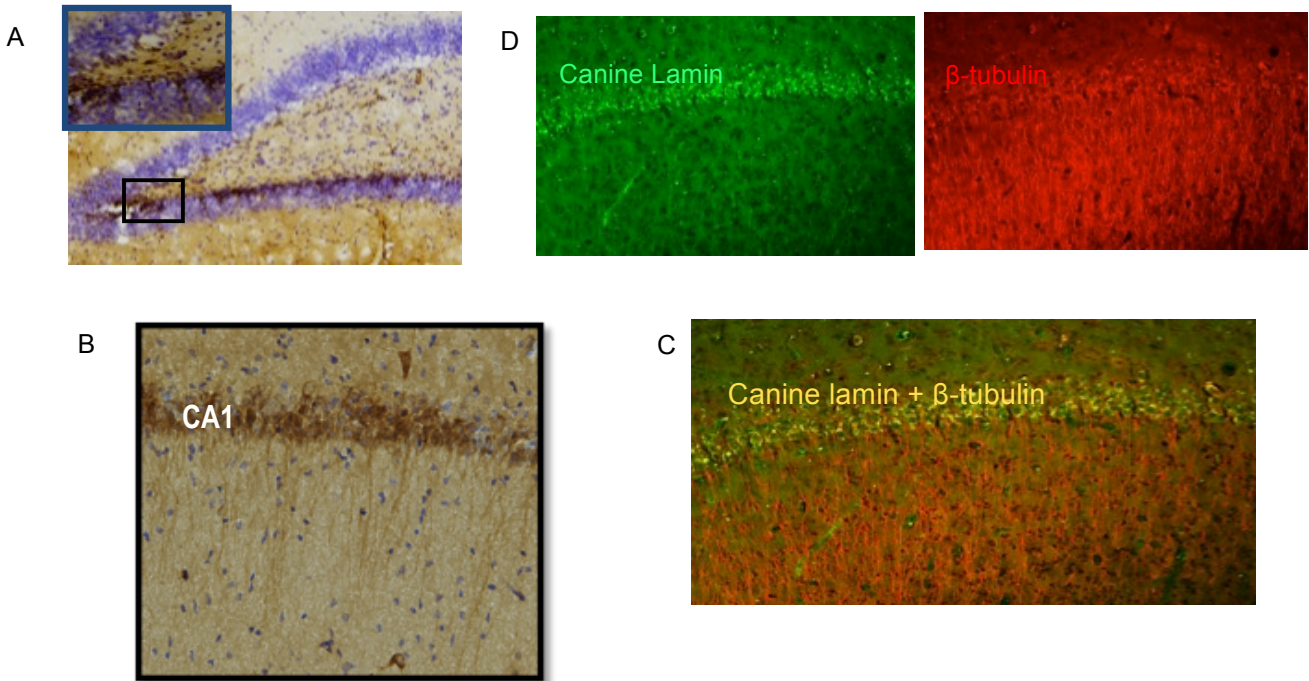 A
D
Canine Lamin
β-tubulin
B
CA1
C
Canine lamin + β-tubulin